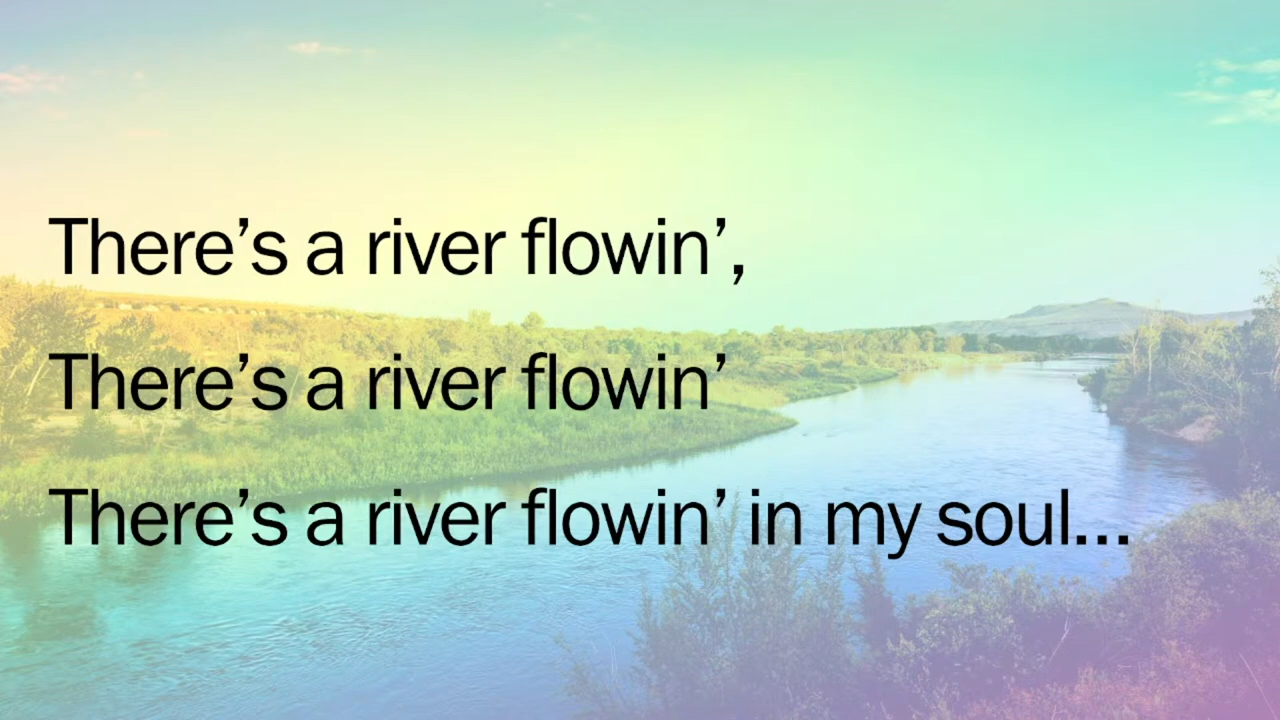 There’s a river flowin’,
There’s a river flowin’
There’s a river flowin’ in my soul...